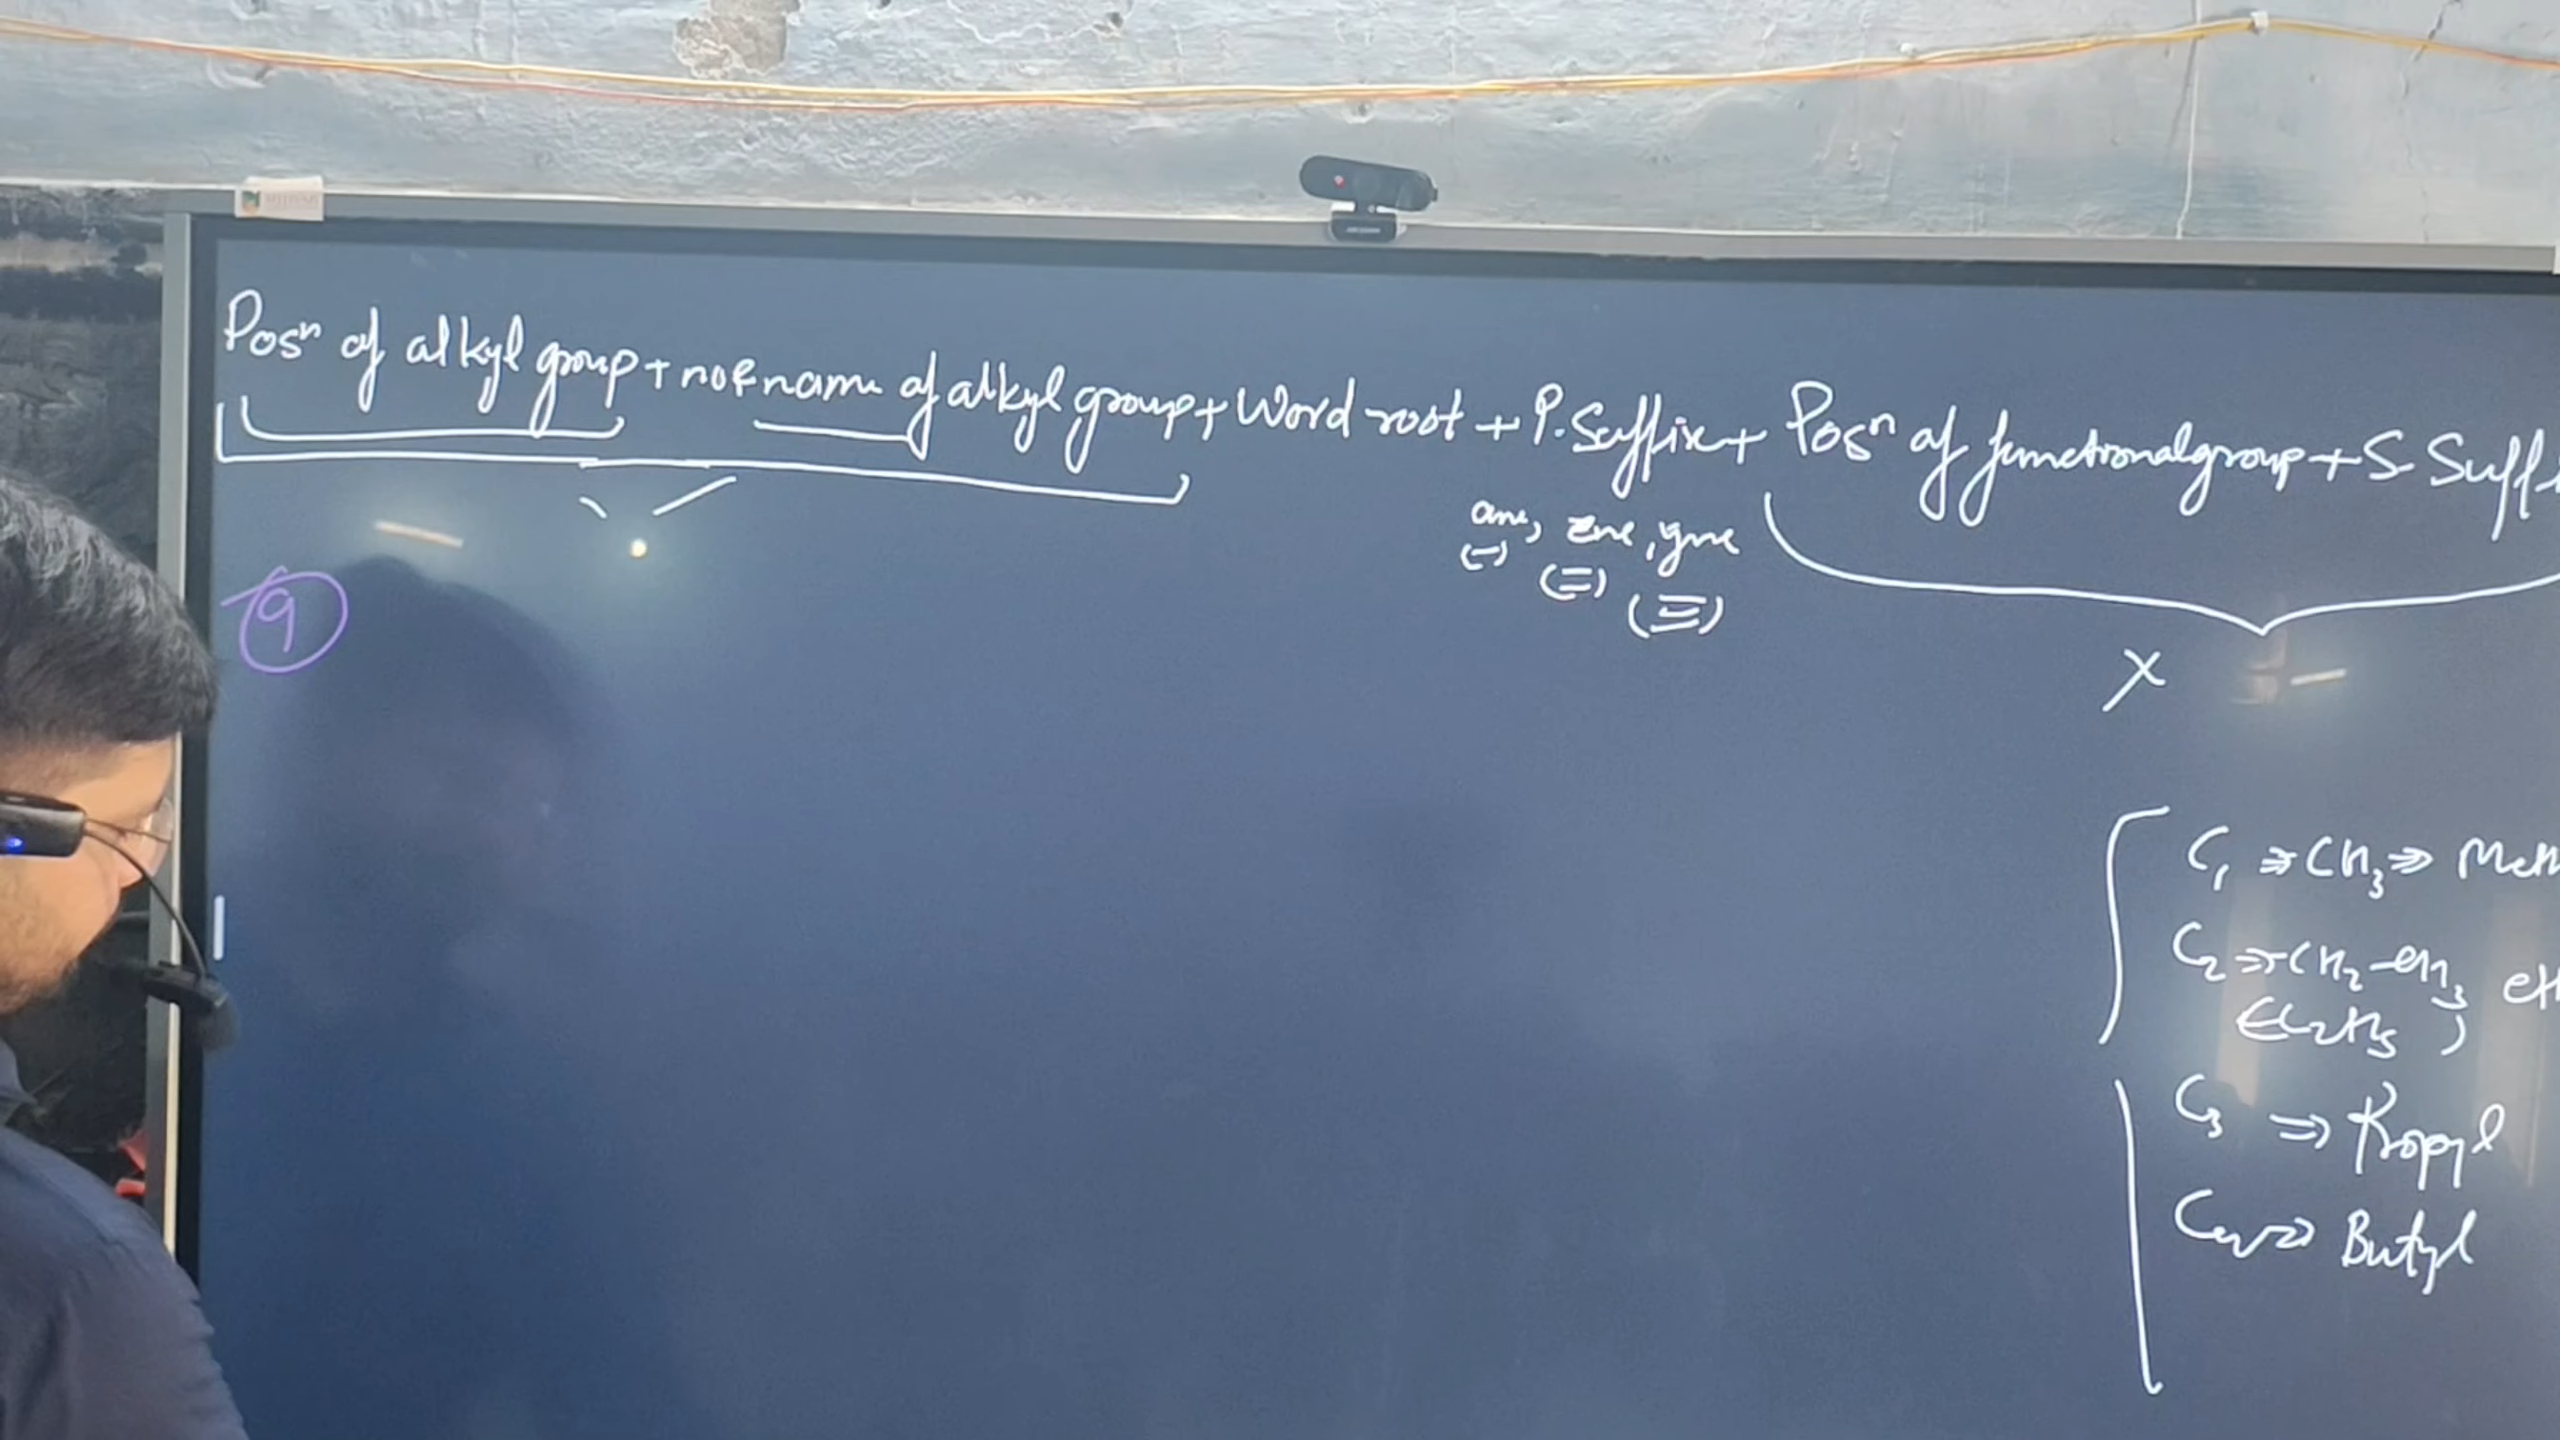 Posⁿ of alkyl group + no & name of alkyl group + Word root + P. Suffix + Posⁿ of functional group + S Suff
ane, ene, yne
(-) (=) (≡)
9
X
C₁ ⇒ CH₃ ⇒ Meth
C₂ ⇒ CH₂-CH₃ eth
(C₂H₅)
C₃ ⇒ Propyl
C₄ ⇒ Butyl